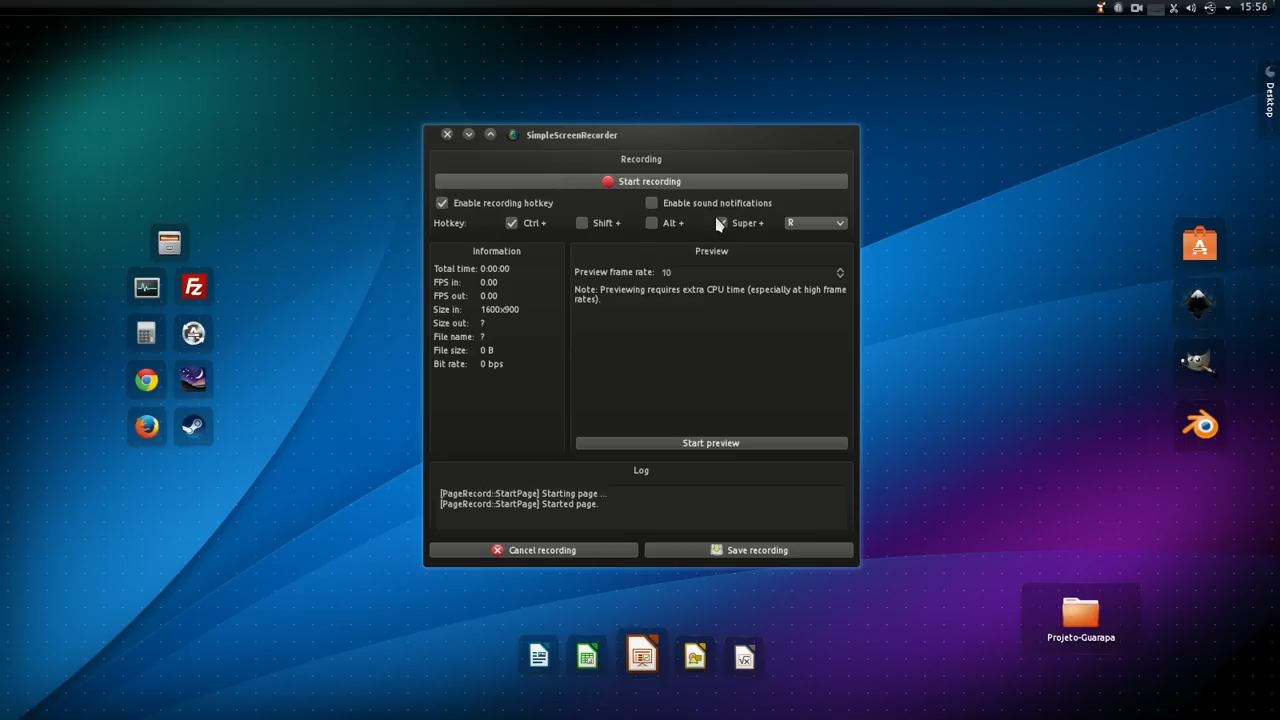 15:56
Desktop
SimpleScreenRecorder
Recording
Start recording
Enable recording hotkey
Enable sound notifications
Hotkey:
Ctrl +
Shift +
Alt +
Super +
R
Information
Total time: 0:00:00
FPS in: 0.00
FPS out: 0.00
Size in: 1600x900
Size out: ?
File name: ?
File size: 0 B
Bit rate: 0 bps
Preview
Preview frame rate: 10
Note: Previewing requires extra CPU time (especially at high frame
rates).
Start preview
Log
[PageRecord::StartPage] Starting page ...
[PageRecord::StartPage] Started page.
Cancel recording
Save recording
Projeto-Guarapa